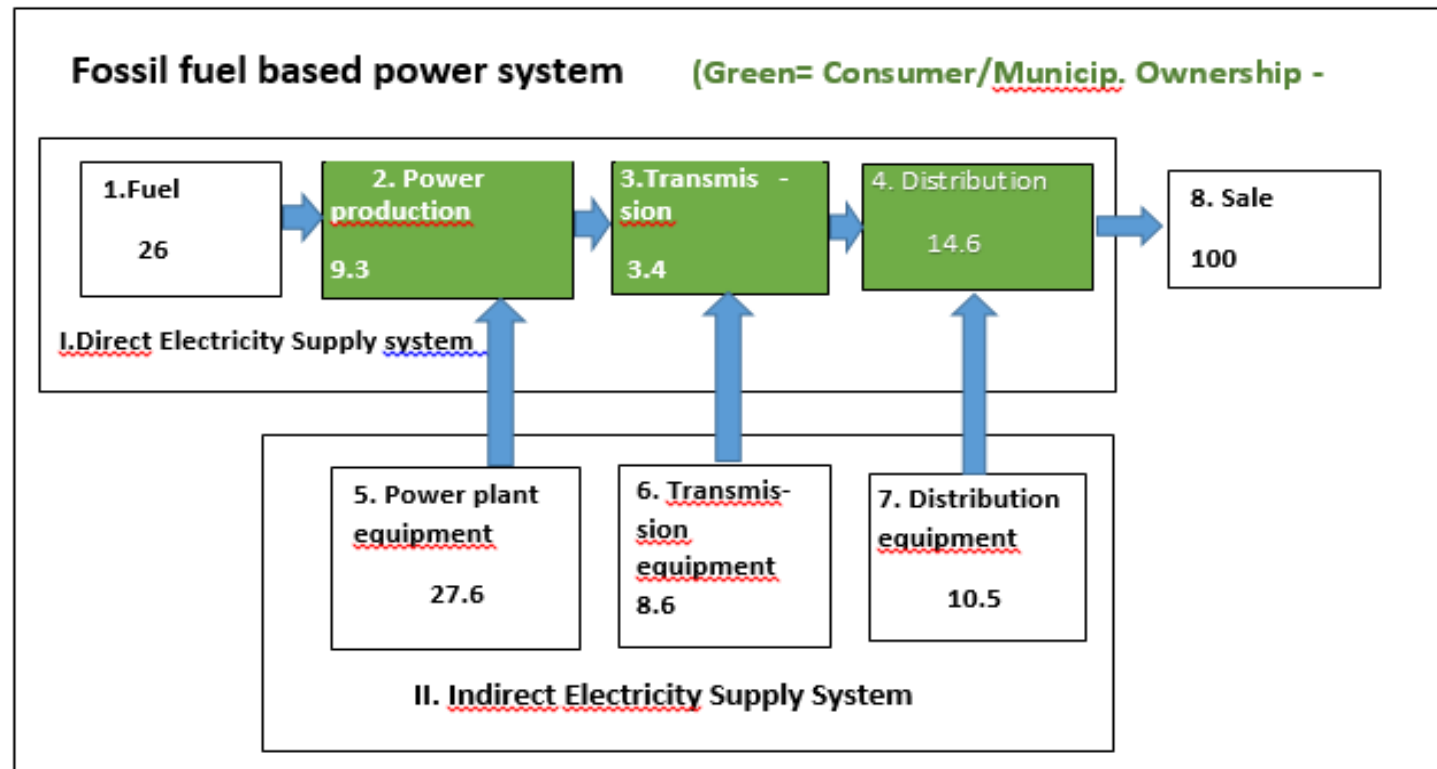 Fossil fuel based power system (Green= Consumer/Municip. Ownership -
1.Fuel
26
2. Power
production
9.3
3.Transmis -
sion
3.4
4. Distribution
14.6
8. Sale
100
I.Direct Electricity Supply system
5. Power plant
equipment
27.6
6. Transmis-
sion
equipment
8.6
7. Distribution
equipment
10.5
II. Indirect Electricity Supply System